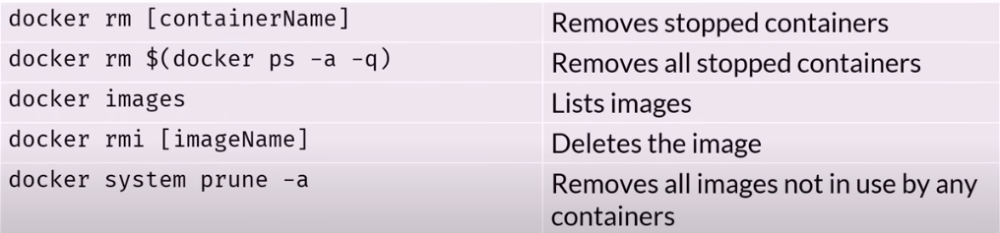 docker rm [containerName] Removes stopped containers
docker rm $(docker ps -a -q) Removes all stopped containers
docker images Lists images
docker rmi [imageName] Deletes the image
docker system prune -a Removes all images not in use by any
containers